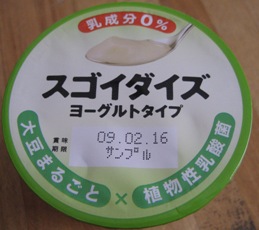 乳成分0%
スゴイダイズ
ヨーグルトタイプ
賞味
期限
09.02.16
サンプル
大豆まるごと×植物性乳酸菌